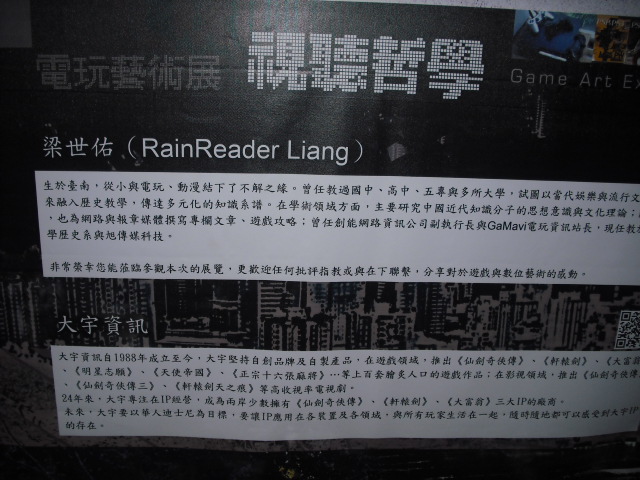 電玩藝術展 視聽哲學
Game Art Ex
梁世佑（RainReader Liang）
生於臺南，從小與電玩、動漫結下了不解之緣。曾任教過國中、高中、五專與多所大學，試圖以當代娛樂與流行文
來融入歷史教學，傳達多元化的知識系譜。在學術領域方面，主要研究中國近代知識分子的思想意識與文化理論；
，也為網路與報章媒體撰寫專欄文章、遊戲攻略；曾任創能網路資訊公司副執行長與GaMavi電玩資訊站長，現任教於
學歷史系與旭傳媒科技。
非常榮幸您能蒞臨參觀本次的展覽，更歡迎任何批評指教或與在下聯繫，分享對於遊戲與數位藝術的感動。
大宇資訊
大宇資訊自1988年成立至今，大宇堅持自創品牌及自製產品，在遊戲領域，推出《仙劍奇俠傳》、《軒轅劍》、《大富翁
、《明星志願》、《天使帝國》、《正宗十六張麻將》…等上百套膾炙人口的遊戲作品；在影視領域，推出《仙劍奇俠傳
、《仙劍奇俠傳三》、《軒轅劍天之痕》等高收視率電視劇。
24年來，大宇專注在IP經營，成為兩岸少數擁有《仙劍奇俠傳》、《軒轅劍》、《大富翁》三大IP的廠商。
未來，大宇要以華人迪士尼為目標，要讓IP應用在各裝置及各領域，與所有玩家生活在一起，隨時隨地都可以感受到大宇IP
的存在。